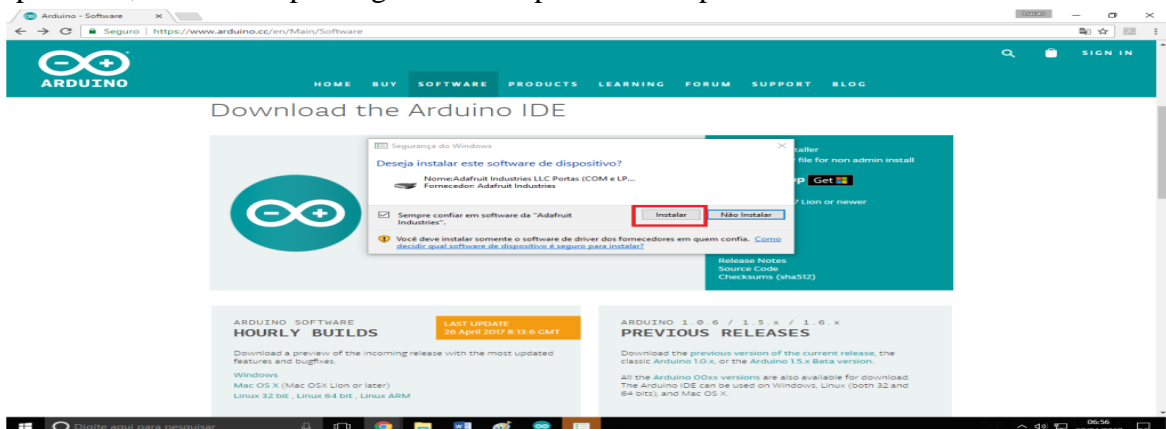 Arduino - Software
Seguro | https://www.arduino.cc/en/Main/Software
SIGN IN
ARDUINO
HOME BUY SOFTWARE PRODUCTS LEARNING FORUM SUPPORT BLOG
Download the Arduino IDE
Segurança do Windows
Deseja instalar este software de dispositivo?
Nome: Adafruit Industries LLC Portas (COM e LP...
Fornecedor: Adafruit Industries
Sempre confiar em software da "Adafruit
Industries".
Instalar
Não Instalar
Você deve instalar somente o software de driver dos fornecedores em quem confia. Como
decidir qual software de dispositivo é seguro para instalar?
file for non admin install
Get
Lion or newer
Release Notes
Source Code
Checksums (sha512)
ARDUINO SOFTWARE
HOURLY BUILDS
LAST UPDATE
26 April 2017 8:13:6 GMT
Download a preview of the incoming release with the most updated
features and bugfixes.
Windows
Mac OS X (Mac OSX Lion or later)
Linux 32 bit , Linux 64 bit , Linux ARM
ARDUINO 1.0.6 / 1.5.x / 1.6.x
PREVIOUS RELEASES
Download the previous version of the current release, the
classic Arduino 1.0.x, or the Arduino 1.5.x Beta version.
All the Arduino 00xx versions are also available for download.
The Arduino IDE can be used on Windows, Linux (both 32 and
64 bits), and Mac OS X.
Digite aqui para pesquisar
06:56